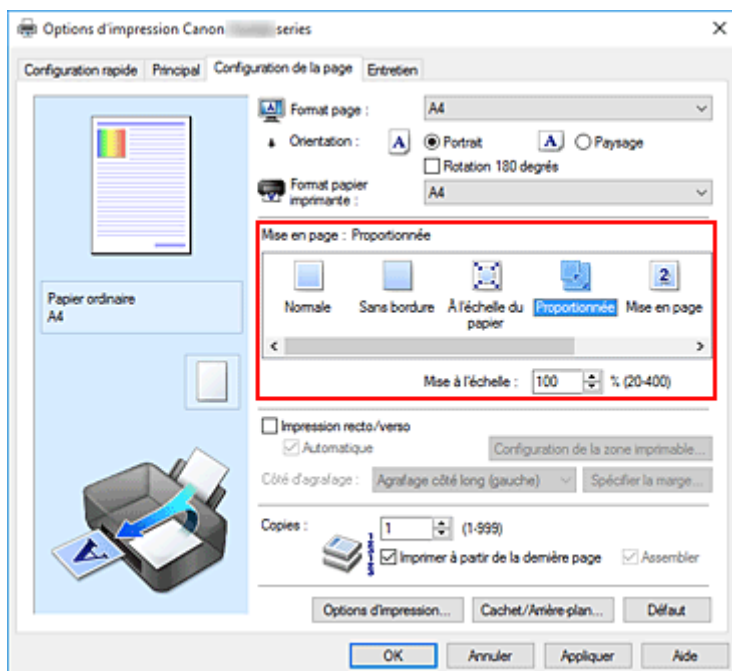 Options d'impression Canon series
Configuration rapide Principal Configuration de la page Entretien
Format page : A4
Orientation : A Portrait A Paysage
Rotation 180 degrés
Format papier imprimante : A4
Mise en page : Proportionnée
Normale Sans bordure À l'échelle du papier Proportionnée 2 Mise en page
Mise à l'échelle : 100 % (20-400)
Papier ordinaire
A4
Impression recto/verso
Automatique Configuration de la zone imprimable...
Côté d'agrafage : Agrafage côté long (gauche) Spécifier la marge...
Copies : 1 (1-999)
Imprimer à partir de la dernière page Assembler
Options d'impression... Cachet/Arrière-plan... Défaut
OK Annuler Appliquer Aide